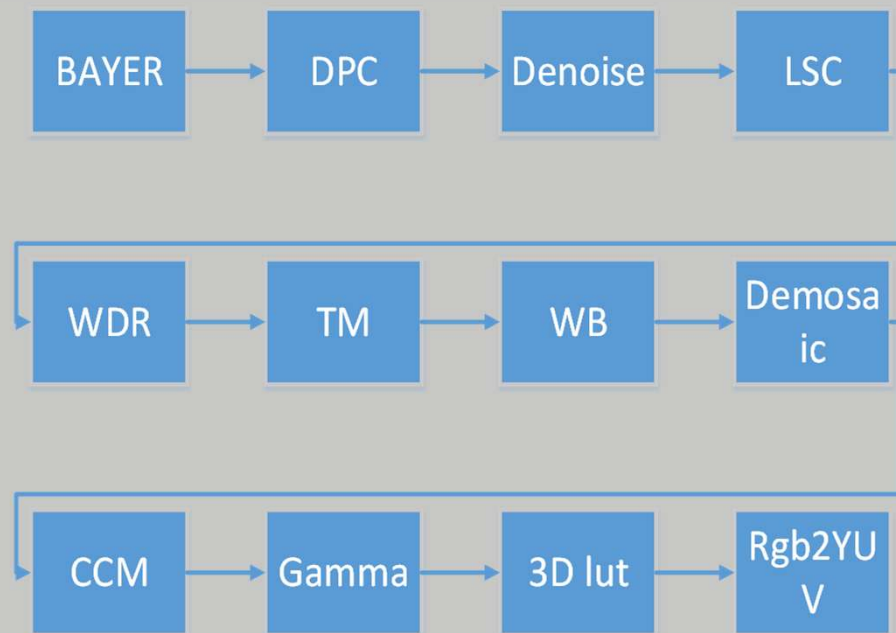 BAYER
DPC
Denoise
LSC
WDR
TM
WB
Demosa
ic
CCM
Gamma
3D lut
Rgb2YU
V